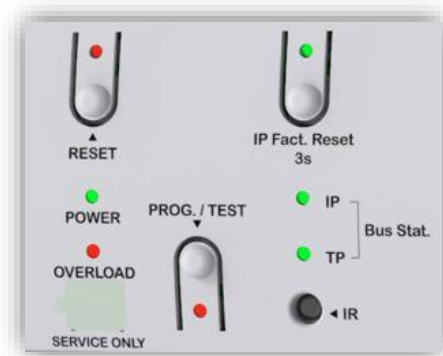 RESET
IP Fact. Reset
3s
POWER
PROG. / TEST
IP
Bus Stat.
OVERLOAD
TP
IR
SERVICE ONLY